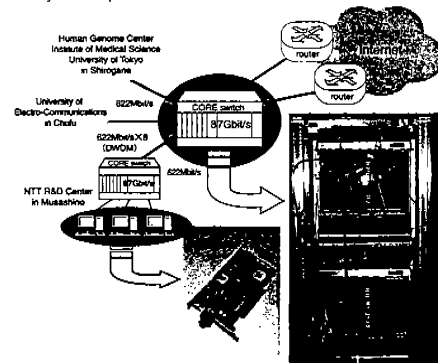 Human Genome Center
Institute of Medical Science
University of Tokyo
in Shirogane
Internet
router
router
University of
Electro-Communications
in Chofu
622Mbit/s
CORE switch
87Gbit/s
622Mbit/s×8
(DWDM)
CORE switch
87Gbit/s
622Mbit/s
NTT R&D Center
in Musashino